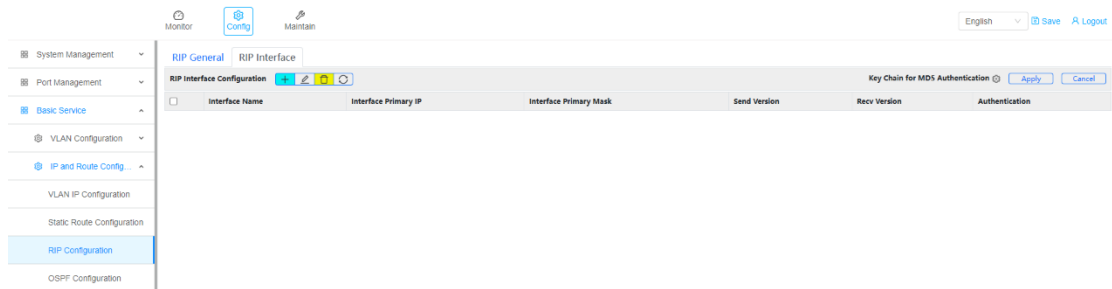 Monitor Config Maintain English Save Logout
System Management
Port Management
Basic Service
VLAN Configuration
IP and Route Config...
VLAN IP Configuration
Static Route Configuration
RIP Configuration
OSPF Configuration
RIP General RIP Interface
RIP Interface Configuration Key Chain for MD5 Authentication Apply Cancel
Interface Name Interface Primary IP Interface Primary Mask Send Version Recv Version Authentication